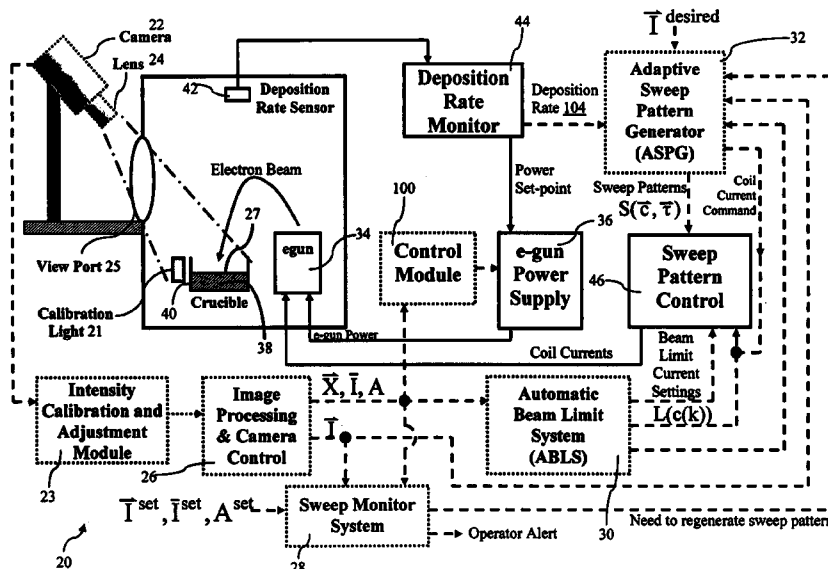 22
Camera
Lens 24
42
Deposition
Rate Sensor
44
Deposition
Rate
Monitor
Deposition
Rate 104
I⃗ desired
32
Adaptive
Sweep
Pattern
Generator
(ASPG)
Electron Beam
27
egun
34
Power
Set-point
Sweep Patterns
S(c⃗, τ⃗)
Coil
Current
Command
100
Control
Module
36
e-gun
Power
Supply
46
Sweep
Pattern
Control
View Port 25
Calibration
Light 21
40
Crucible
38
e-gun Power
Coil Currents
Beam
Limit
Current
Settings
L(c(k))
Intensity
Calibration and
Adjustment
Module
23
Image
Processing
& Camera
Control
26
X⃗, I̅, A
I⃗
Automatic
Beam Limit
System
(ABLS)
30
I⃗ set, I̅ set, A set
Sweep Monitor
System
28
Need to regenerate sweep pattern
Operator Alert
20